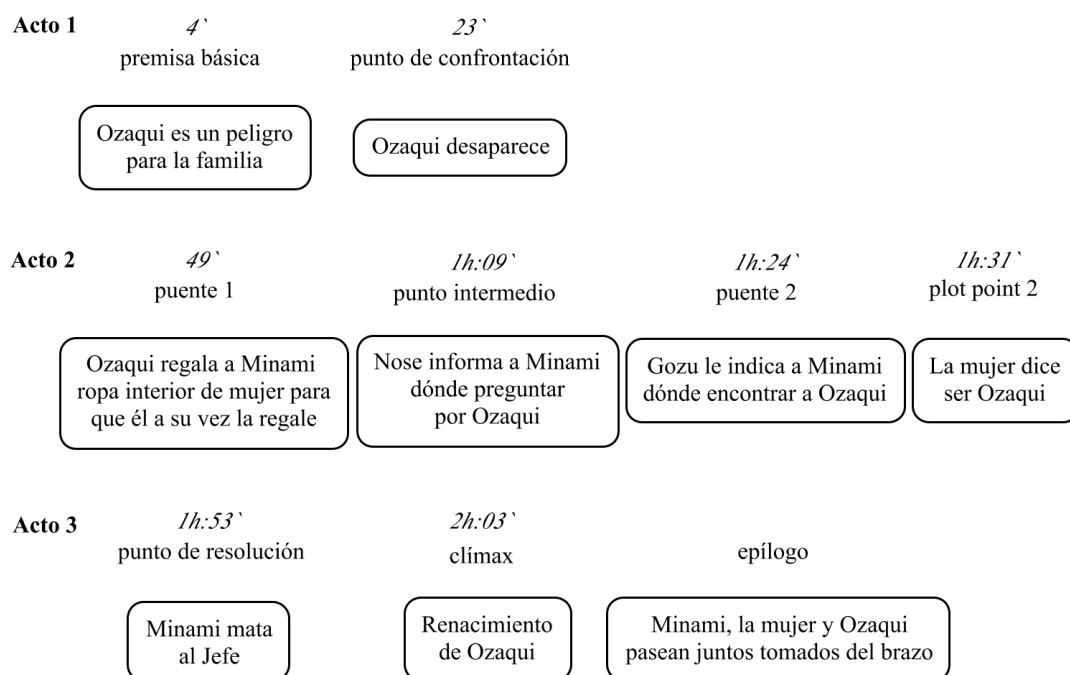 Acto 1
4`
23`
premisa básica
punto de confrontación
Ozaqui es un peligro
para la familia
Ozaqui desaparece
Acto 2
49`
1h:09`
1h:24`
1h:31`
puente 1
punto intermedio
puente 2
plot point 2
Ozaqui regala a Minami
ropa interior de mujer para
que él a su vez la regale
Nose informa a Minami
dónde preguntar
por Ozaqui
Gozu le indica a Minami
dónde encontrar a Ozaqui
La mujer dice
ser Ozaqui
Acto 3
1h:53`
2h:03`
punto de resolución
clímax
epílogo
Minami mata
al Jefe
Renacimiento
de Ozaqui
Minami, la mujer y Ozaqui
pasean juntos tomados del brazo